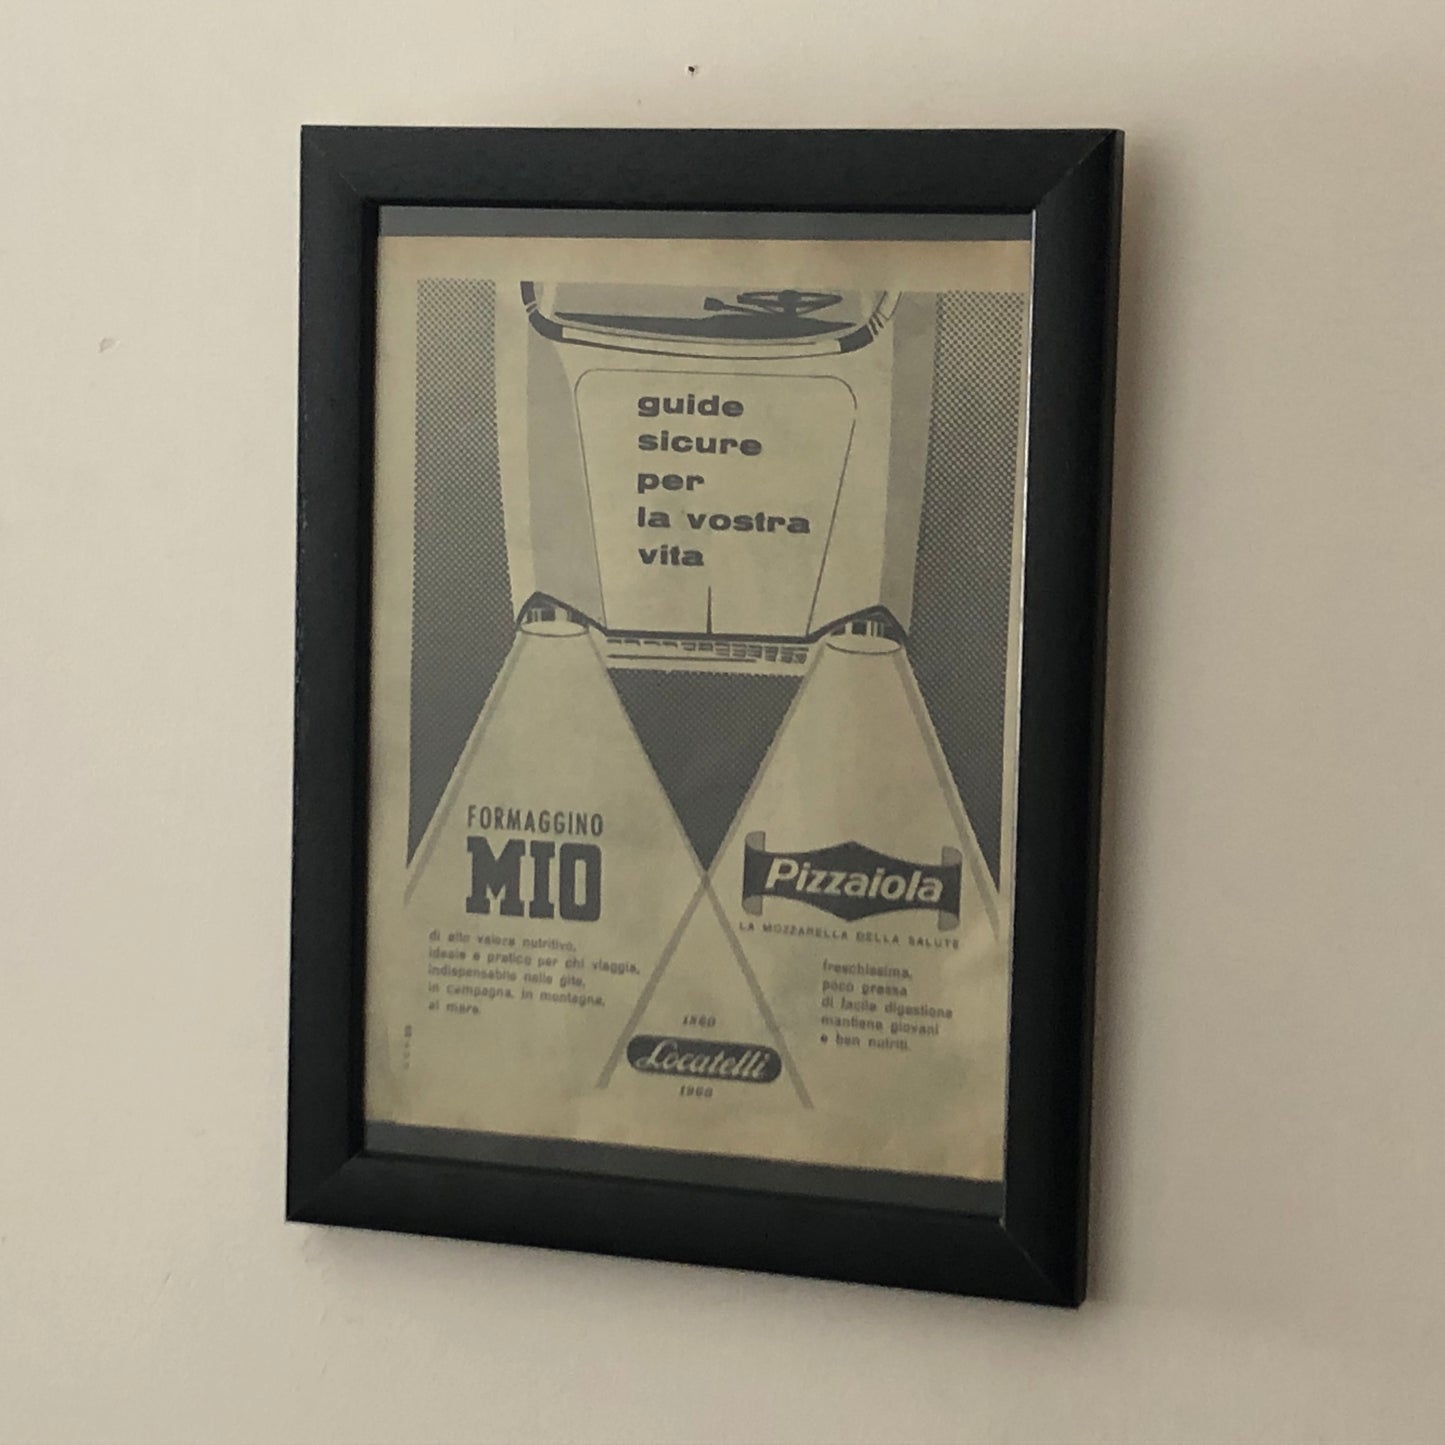 guide
sicure
per
la vostra
vita
FORMAGGINO
MIO
di alto valore nutritivo,
ideale e pratico per chi viaggia,
indispensabile nelle gite,
in campagna, in montagna,
al mare.
Pizzaiola
LA MOZZARELLA DELLA SALUTE
freschissima,
poco grassa
di facile digestione
mantiene giovani
e ben nutriti.
1860
Locatelli
1960